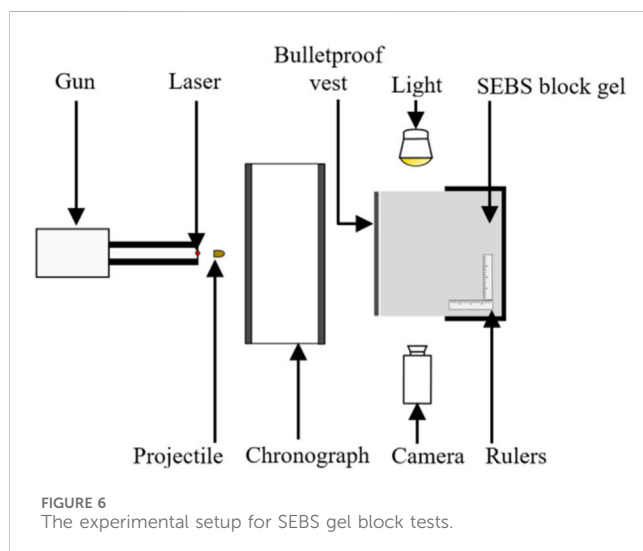 Bulletproof
vest
Gun
Laser
Light
SEBS block gel
Projectile
Chronograph
Camera
Rulers
FIGURE 6
The experimental setup for SEBS gel block tests.